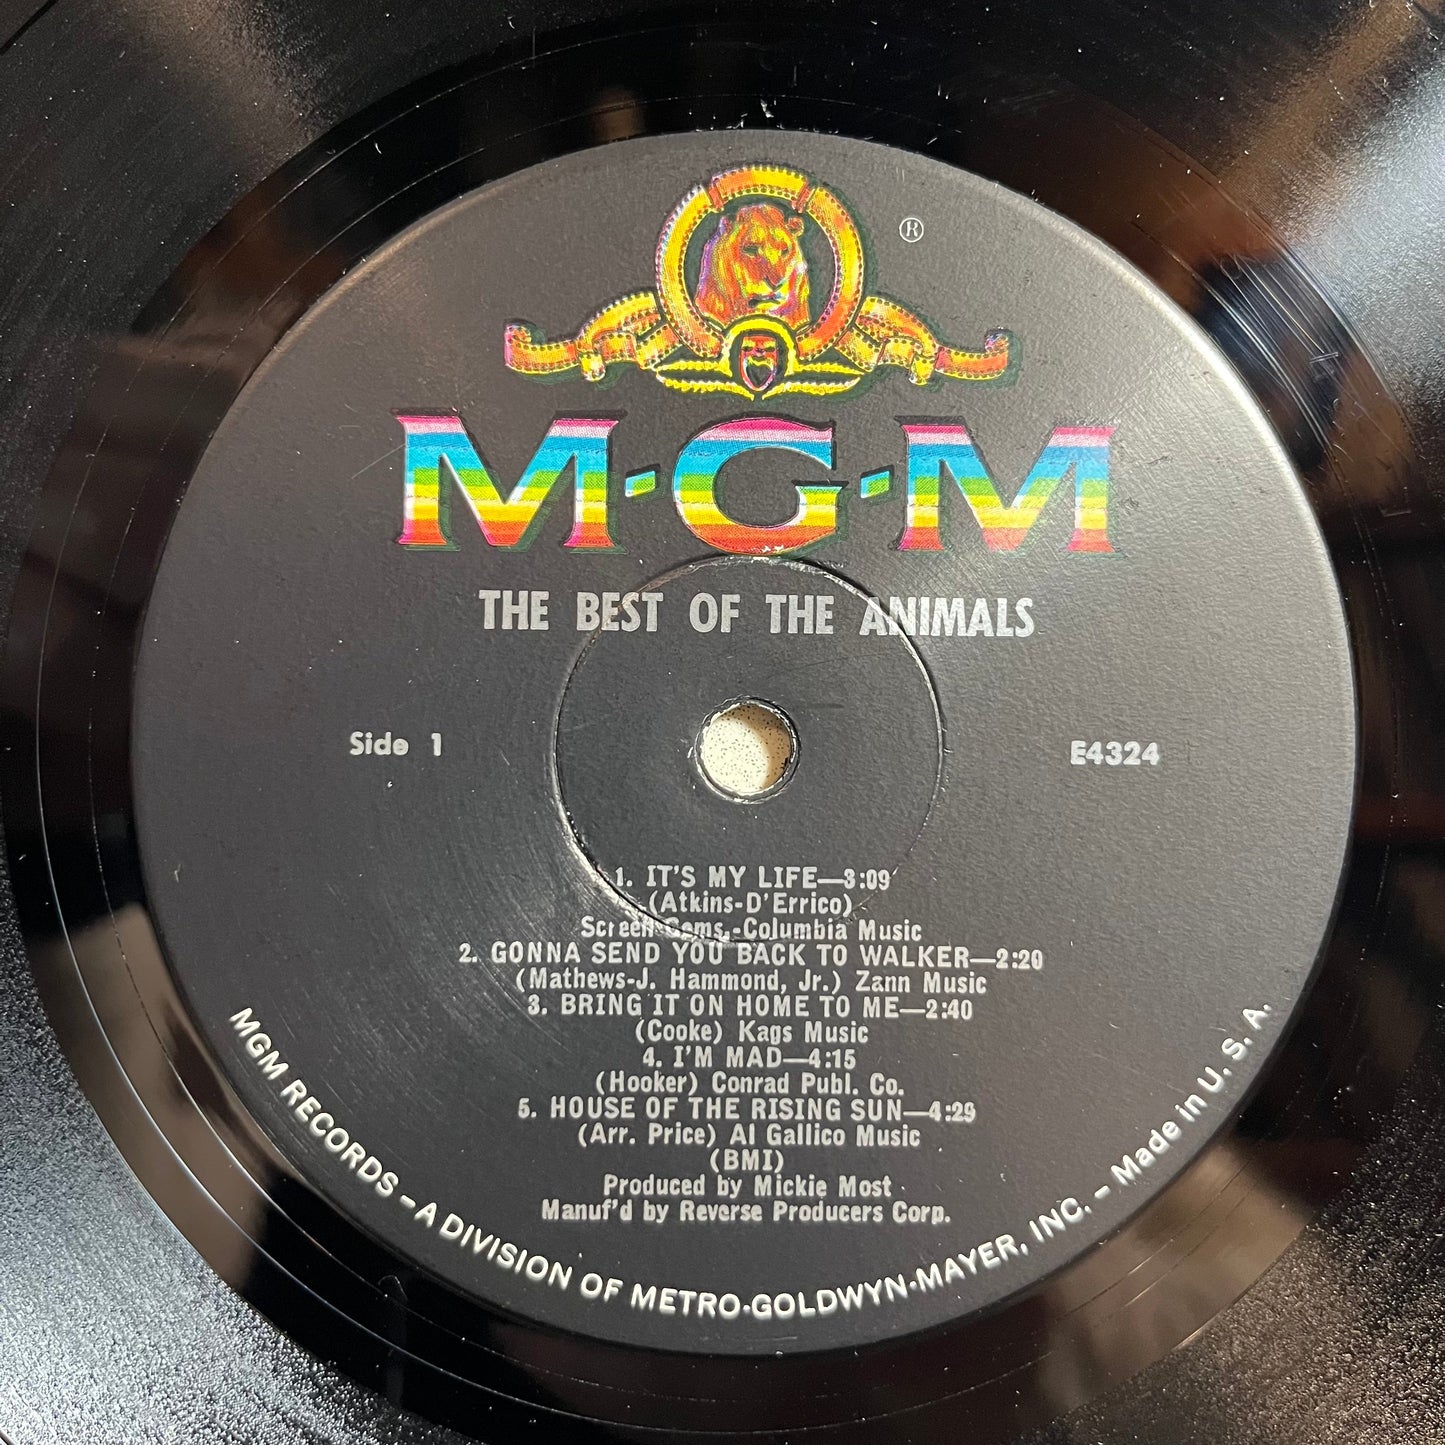 ®
M-G-M
THE BEST OF THE ANIMALS
Side 1
E4324
1. IT'S MY LIFE—3:09
(Atkins-D'Errico)
Screen Gems.-Columbia Music
2. GONNA SEND YOU BACK TO WALKER—2:20
(Mathews-J. Hammond, Jr.) Zann Music
3. BRING IT ON HOME TO ME—2:40
(Cooke) Kags Music
4. I'M MAD—4:15
(Hooker) Conrad Publ. Co.
5. HOUSE OF THE RISING SUN—4:29
(Arr. Price) Al Gallico Music
(BMI)
Produced by Mickie Most
Manuf'd by Reverse Producers Corp.
MGM RECORDS – A DIVISION OF METRO-GOLDWYN-MAYER, INC. – Made in U. S. A.